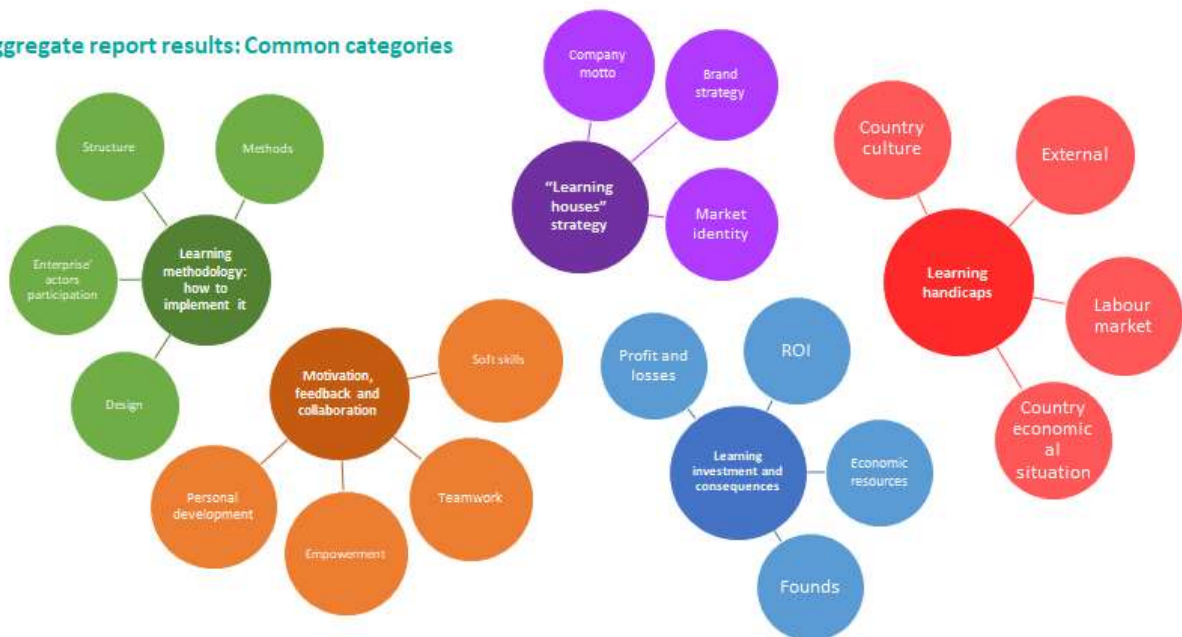 ggregate report results: Common categories
Structure
Methods
Enterprise'
actors
participation
Learning
methodology:
how to
implement it
Design
Motivation,
feedback and
collaboration
Soft skills
Personal
development
Empowerment
Teamwork
Company
motto
Brand
strategy
"Learning
houses"
strategy
Market
identity
Profit and
losses
ROI
Learning
investment and
consequences
Economic
resources
Founds
Country
culture
External
Learning
handicaps
Labour
market
Country
economic
al
situation